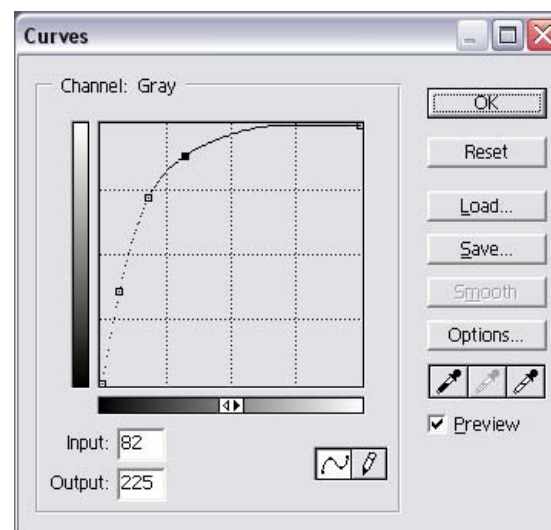 Curves
Channel: Gray
OK
Reset
Load...
Save...
Smooth
Options...
Preview
Input: 82
Output: 225